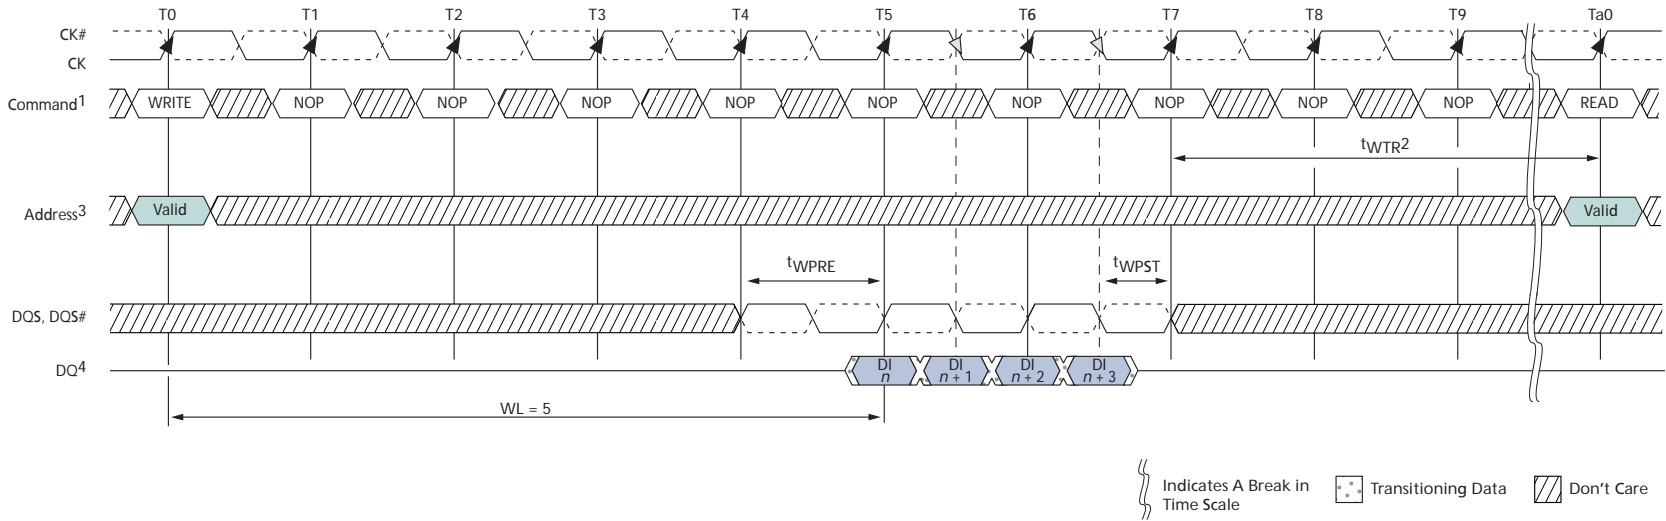 T0 T1 T2 T3 T4 T5 T6 T7 T8 T9 Ta0
CK#
CK
Command1 WRITE NOP NOP NOP NOP NOP NOP NOP NOP NOP READ
tWTR2
Address3 Valid Valid
tWPRE tWPST
DQS, DQS#
DQ4 DI n DI n + 1 DI n + 2 DI n + 3
WL = 5
Indicates A Break in
Time Scale
Transitioning Data
Don't Care